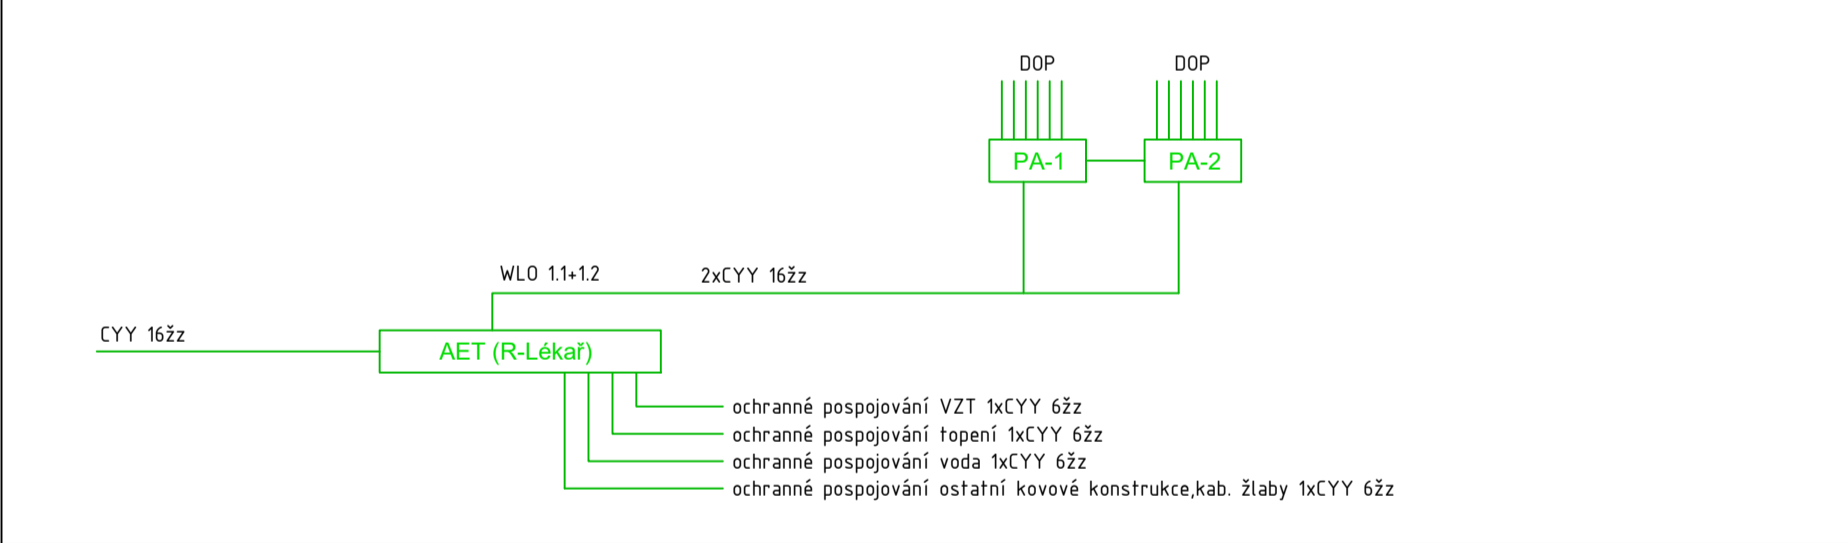 DOP
DOP
PA-1
PA-2
WLO 1.1+1.2
2xCYY 16žz
CYY 16žz
AET (R-Lékař)
ochranné pospojování VZT 1xCYY 6žz
ochranné pospojování topení 1xCYY 6žz
ochranné pospojování voda 1xCYY 6žz
ochranné pospojování ostatní kovové konstrukce,kab. žlaby 1xCYY 6žz